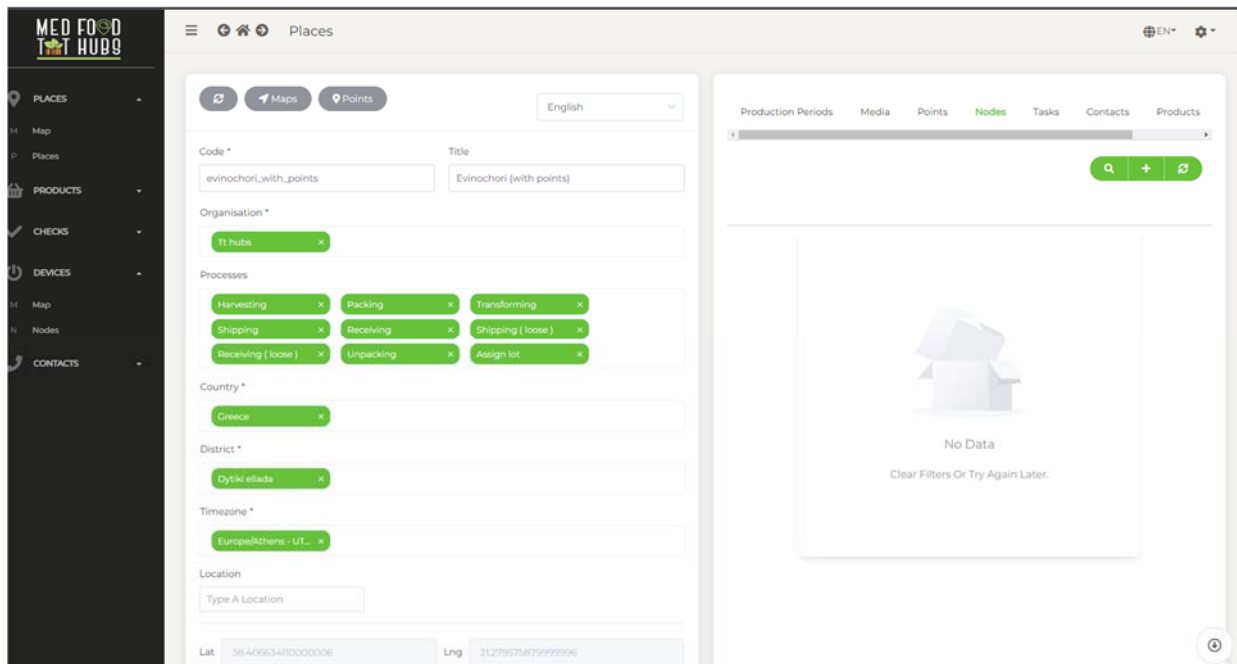 MED FOOD
TTHUBS
PLACES
M Map
P Places
PRODUCTS
CHECKS
DEVICES
M Map
N Nodes
CONTACTS
Places
EN
Maps
Points
English
Code *
Title
evinochori_with_points
Evinochori (with points)
Organisation *
Tt hubs ×
Processes
Harvesting × Packing × Transforming ×
Shipping × Receiving × Shipping ( loose ) ×
Receiving ( loose ) × Unpacking × Assign lot ×
Country *
Greece ×
District *
Dytiki ellada ×
Timezone *
Europe/Athens - UT... ×
Location
Type A Location
Lat 38.40663411000006 Lng 21.279575879999996
Production Periods Media Points Nodes Tasks Contacts Products
No Data
Clear Filters Or Try Again Later.